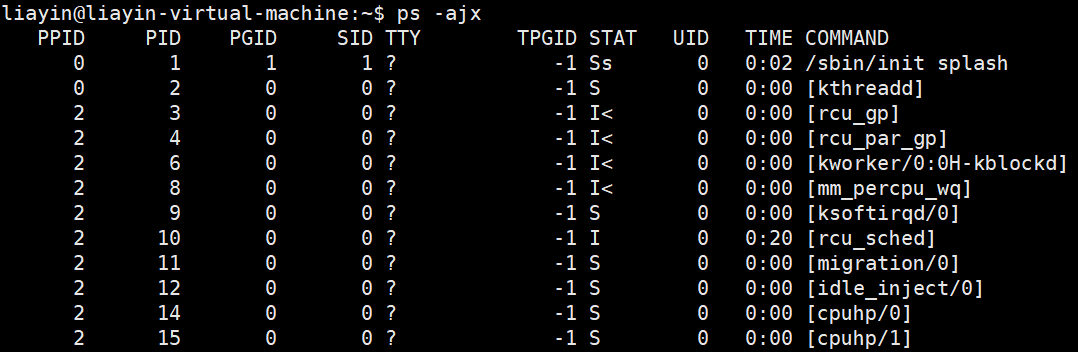 liayin@liayin-virtual-machine:~$ ps -ajx
PPID PID PGID SID TTY TPGID STAT UID TIME COMMAND
0 1 1 1 ? -1 Ss 0 0:02 /sbin/init splash
0 2 0 0 ? -1 S 0 0:00 [kthreadd]
2 3 0 0 ? -1 I< 0 0:00 [rcu_gp]
2 4 0 0 ? -1 I< 0 0:00 [rcu_par_gp]
2 6 0 0 ? -1 I< 0 0:00 [kworker/0:0H-kblockd]
2 8 0 0 ? -1 I< 0 0:00 [mm_percpu_wq]
2 9 0 0 ? -1 S 0 0:00 [ksoftirqd/0]
2 10 0 0 ? -1 I 0 0:20 [rcu_sched]
2 11 0 0 ? -1 S 0 0:00 [migration/0]
2 12 0 0 ? -1 S 0 0:00 [idle_inject/0]
2 14 0 0 ? -1 S 0 0:00 [cpuhp/0]
2 15 0 0 ? -1 S 0 0:00 [cpuhp/1]